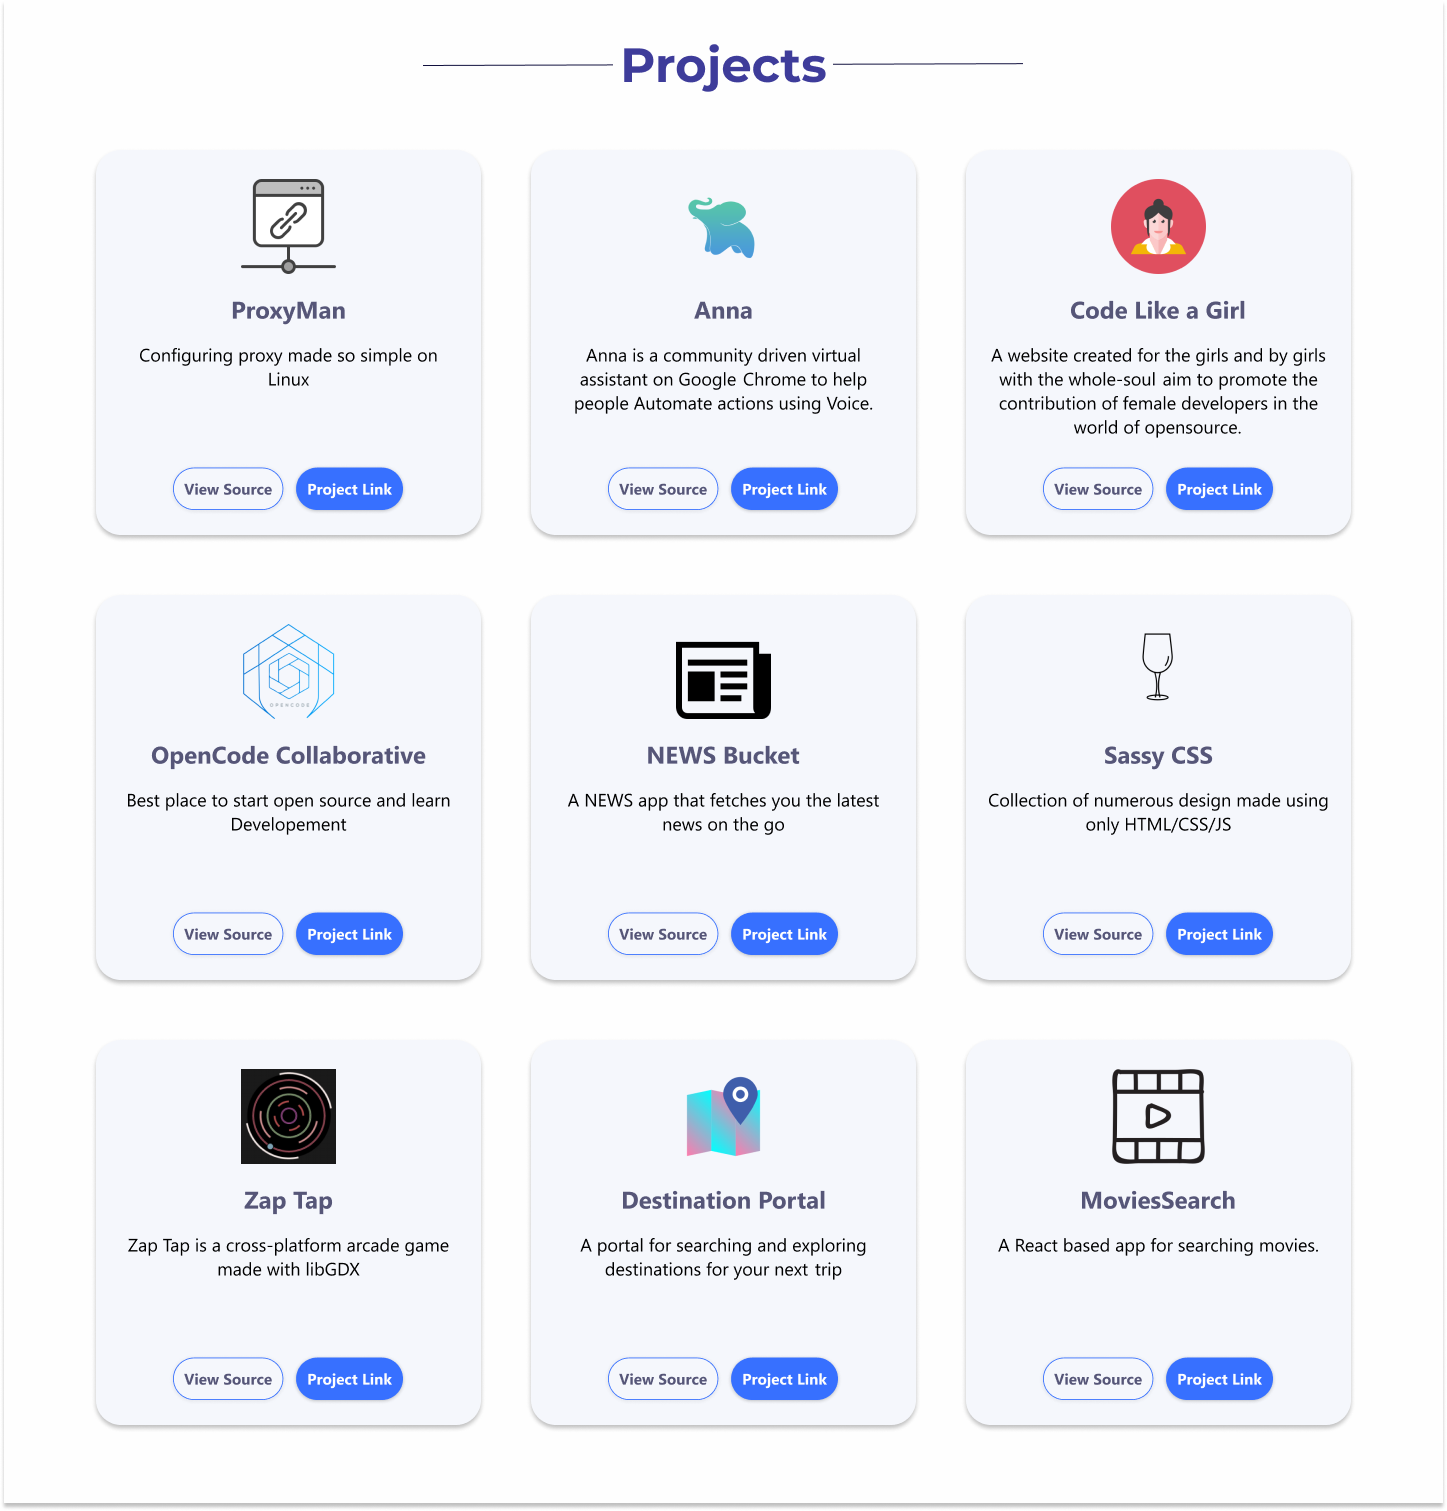 Projects
ProxyMan
Configuring proxy made so simple on
Linux
View Source
Project Link
Anna
Anna is a community driven virtual
assistant on Google Chrome to help
people Automate actions using Voice.
View Source
Project Link
Code Like a Girl
A website created for the girls and by girls
with the whole-soul aim to promote the
contribution of female developers in the
world of opensource.
View Source
Project Link
OPENCODE
OpenCode Collaborative
Best place to start open source and learn
Developement
View Source
Project Link
NEWS Bucket
A NEWS app that fetches you the latest
news on the go
View Source
Project Link
Sassy CSS
Collection of numerous design made using
only HTML/CSS/JS
View Source
Project Link
Zap Tap
Zap Tap is a cross-platform arcade game
made with libGDX
View Source
Project Link
Destination Portal
A portal for searching and exploring
destinations for your next trip
View Source
Project Link
MoviesSearch
A React based app for searching movies.
View Source
Project Link